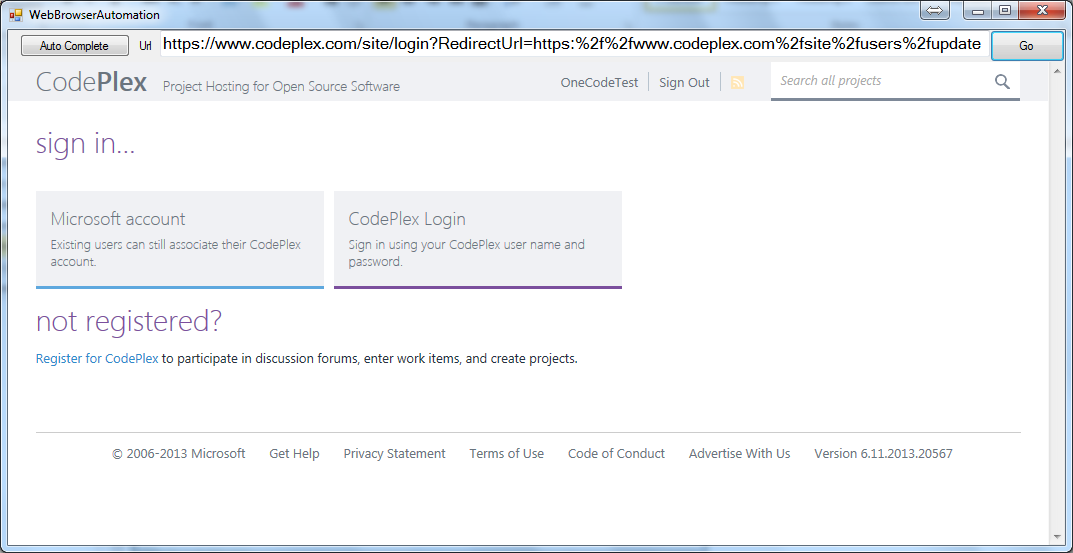 WebBrowserAutomation
Auto Complete Url https://www.codeplex.com/site/login?RedirectUrl=https:%2f%2fwww.codeplex.com%2fsite%2fusers%2fupdate Go
CodePlex Project Hosting for Open Source Software OneCodeTest Sign Out Search all projects
sign in...
Microsoft account
Existing users can still associate their CodePlex
account.
CodePlex Login
Sign in using your CodePlex user name and
password.
not registered?
Register for CodePlex to participate in discussion forums, enter work items, and create projects.
© 2006-2013 Microsoft Get Help Privacy Statement Terms of Use Code of Conduct Advertise With Us Version 6.11.2013.20567